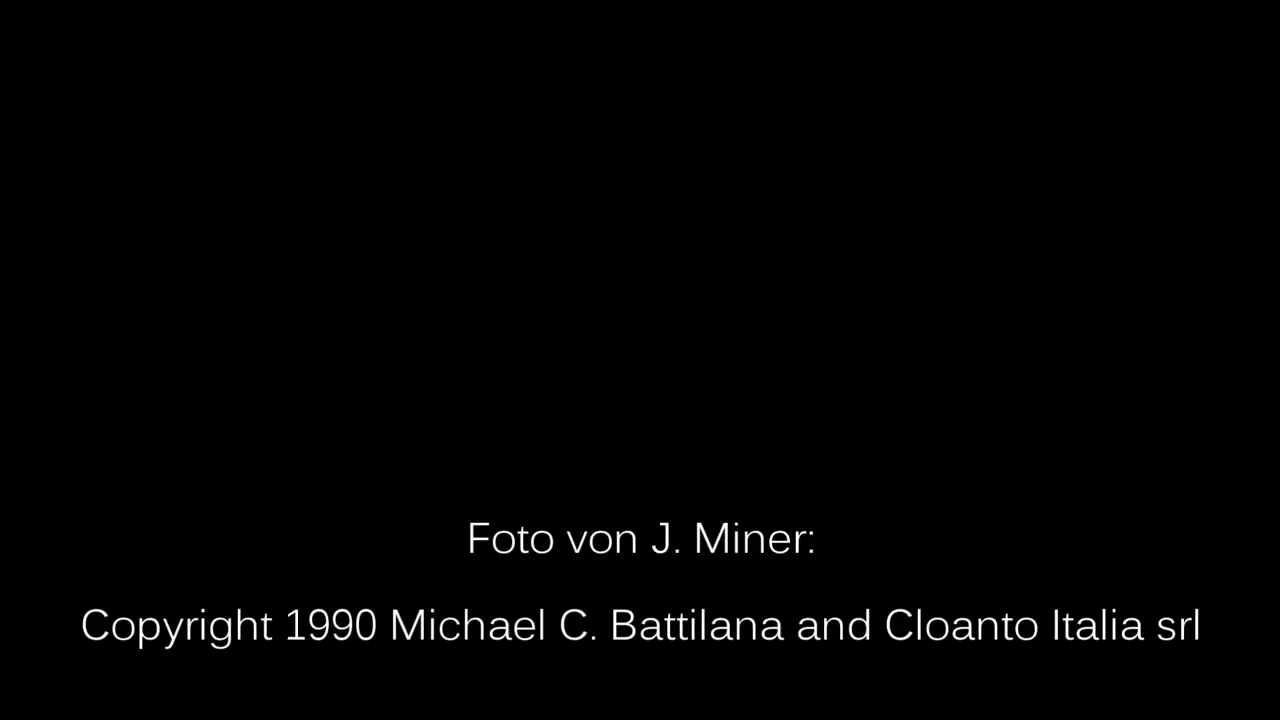 Foto von J. Miner:
Copyright 1990 Michael C. Battilana and Cloanto Italia srl